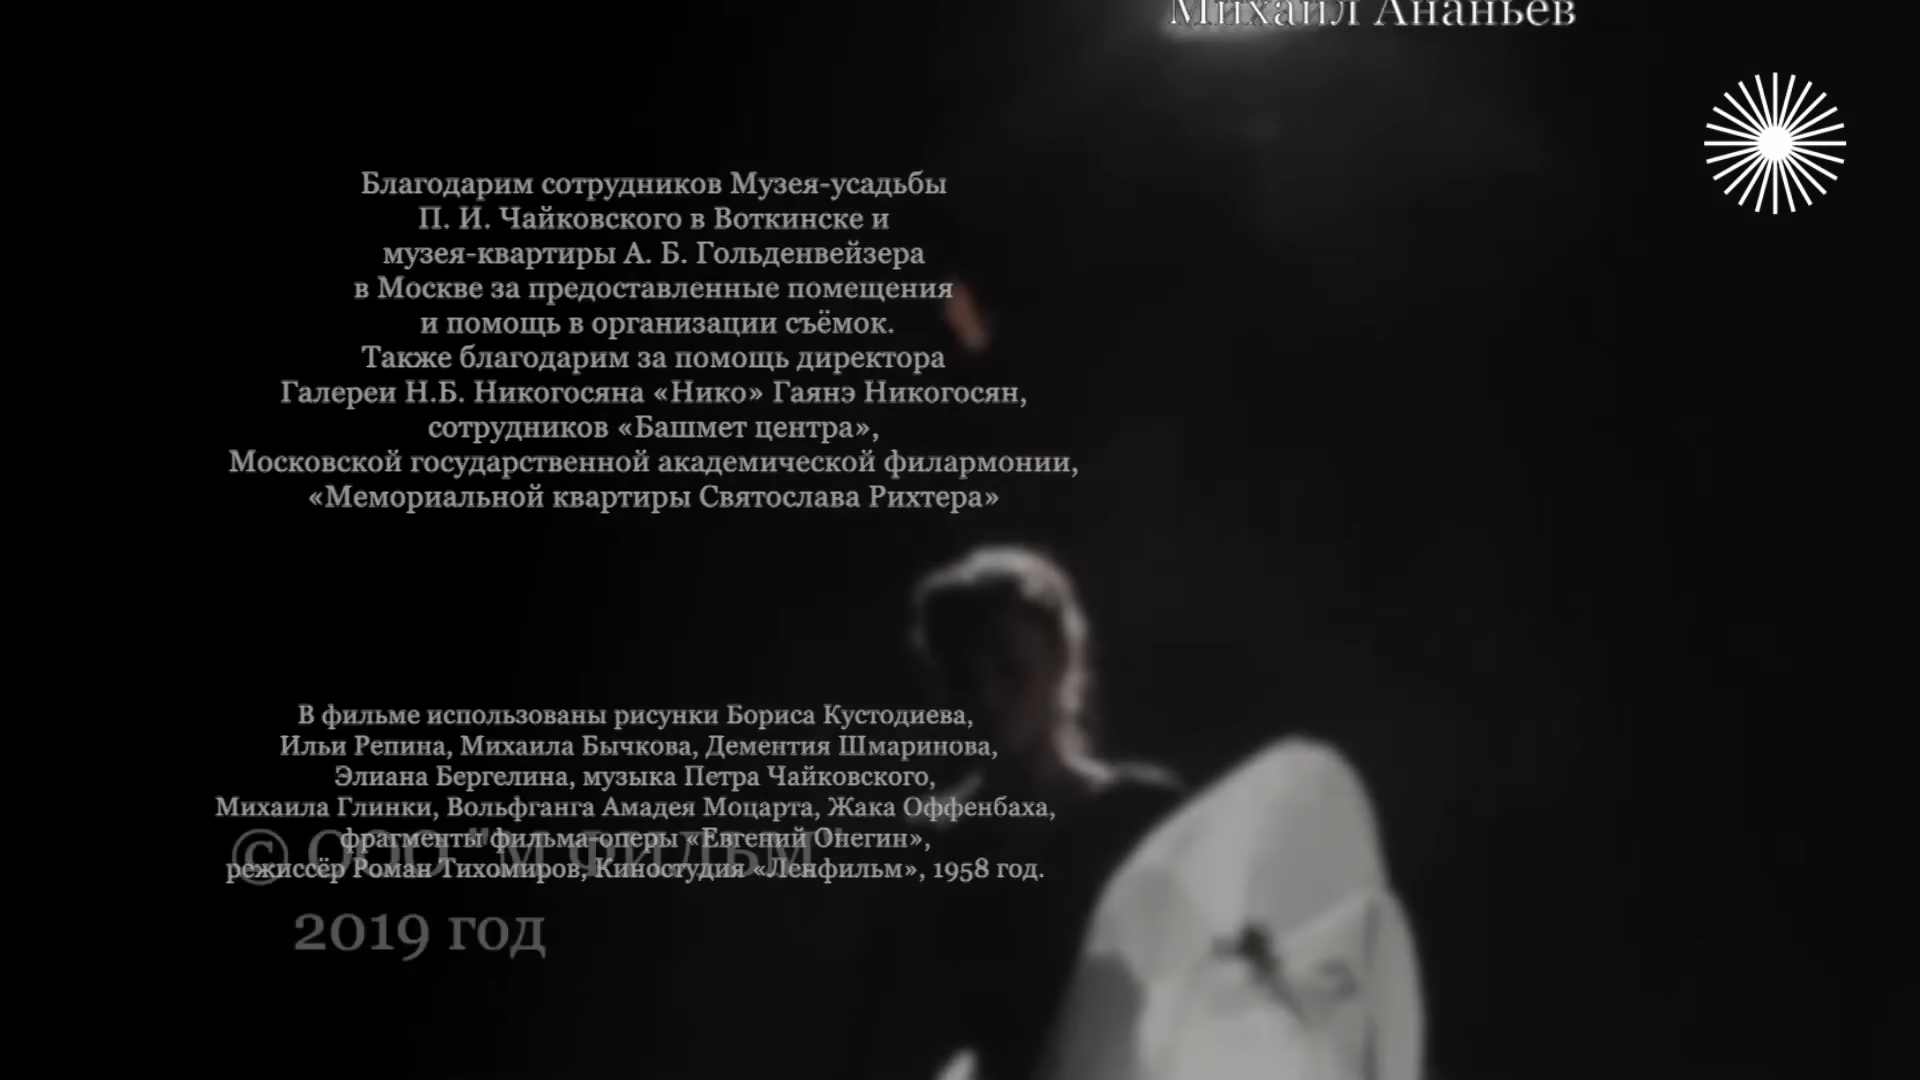 Михаил Ананьев
Благодарим сотрудников Музея-усадьбы
П. И. Чайковского в Воткинске и
музея-квартиры А. Б. Гольденвейзера
в Москве за предоставленные помещения
и помощь в организации съёмок.
Также благодарим за помощь директора
Галереи Н.Б. Никогосяна «Нико» Гаянэ Никогосян,
сотрудников «Башмет центра»,
Московской государственной академической филармонии,
«Мемориальной квартиры Святослава Рихтера»
В фильме использованы рисунки Бориса Кустодиева,
Ильи Репина, Михаила Бычкова, Дементия Шмаринова,
Элиана Бергелина, музыка Петра Чайковского,
Михаила Глинки, Вольфганга Амадея Моцарта, Жака Оффенбаха,
фрагменты фильма-оперы «Евгений Онегин»,
режиссёр Роман Тихомиров, Киностудия «Ленфильм», 1958 год.
© ООО "М ФИЛЬМ"
2019 год